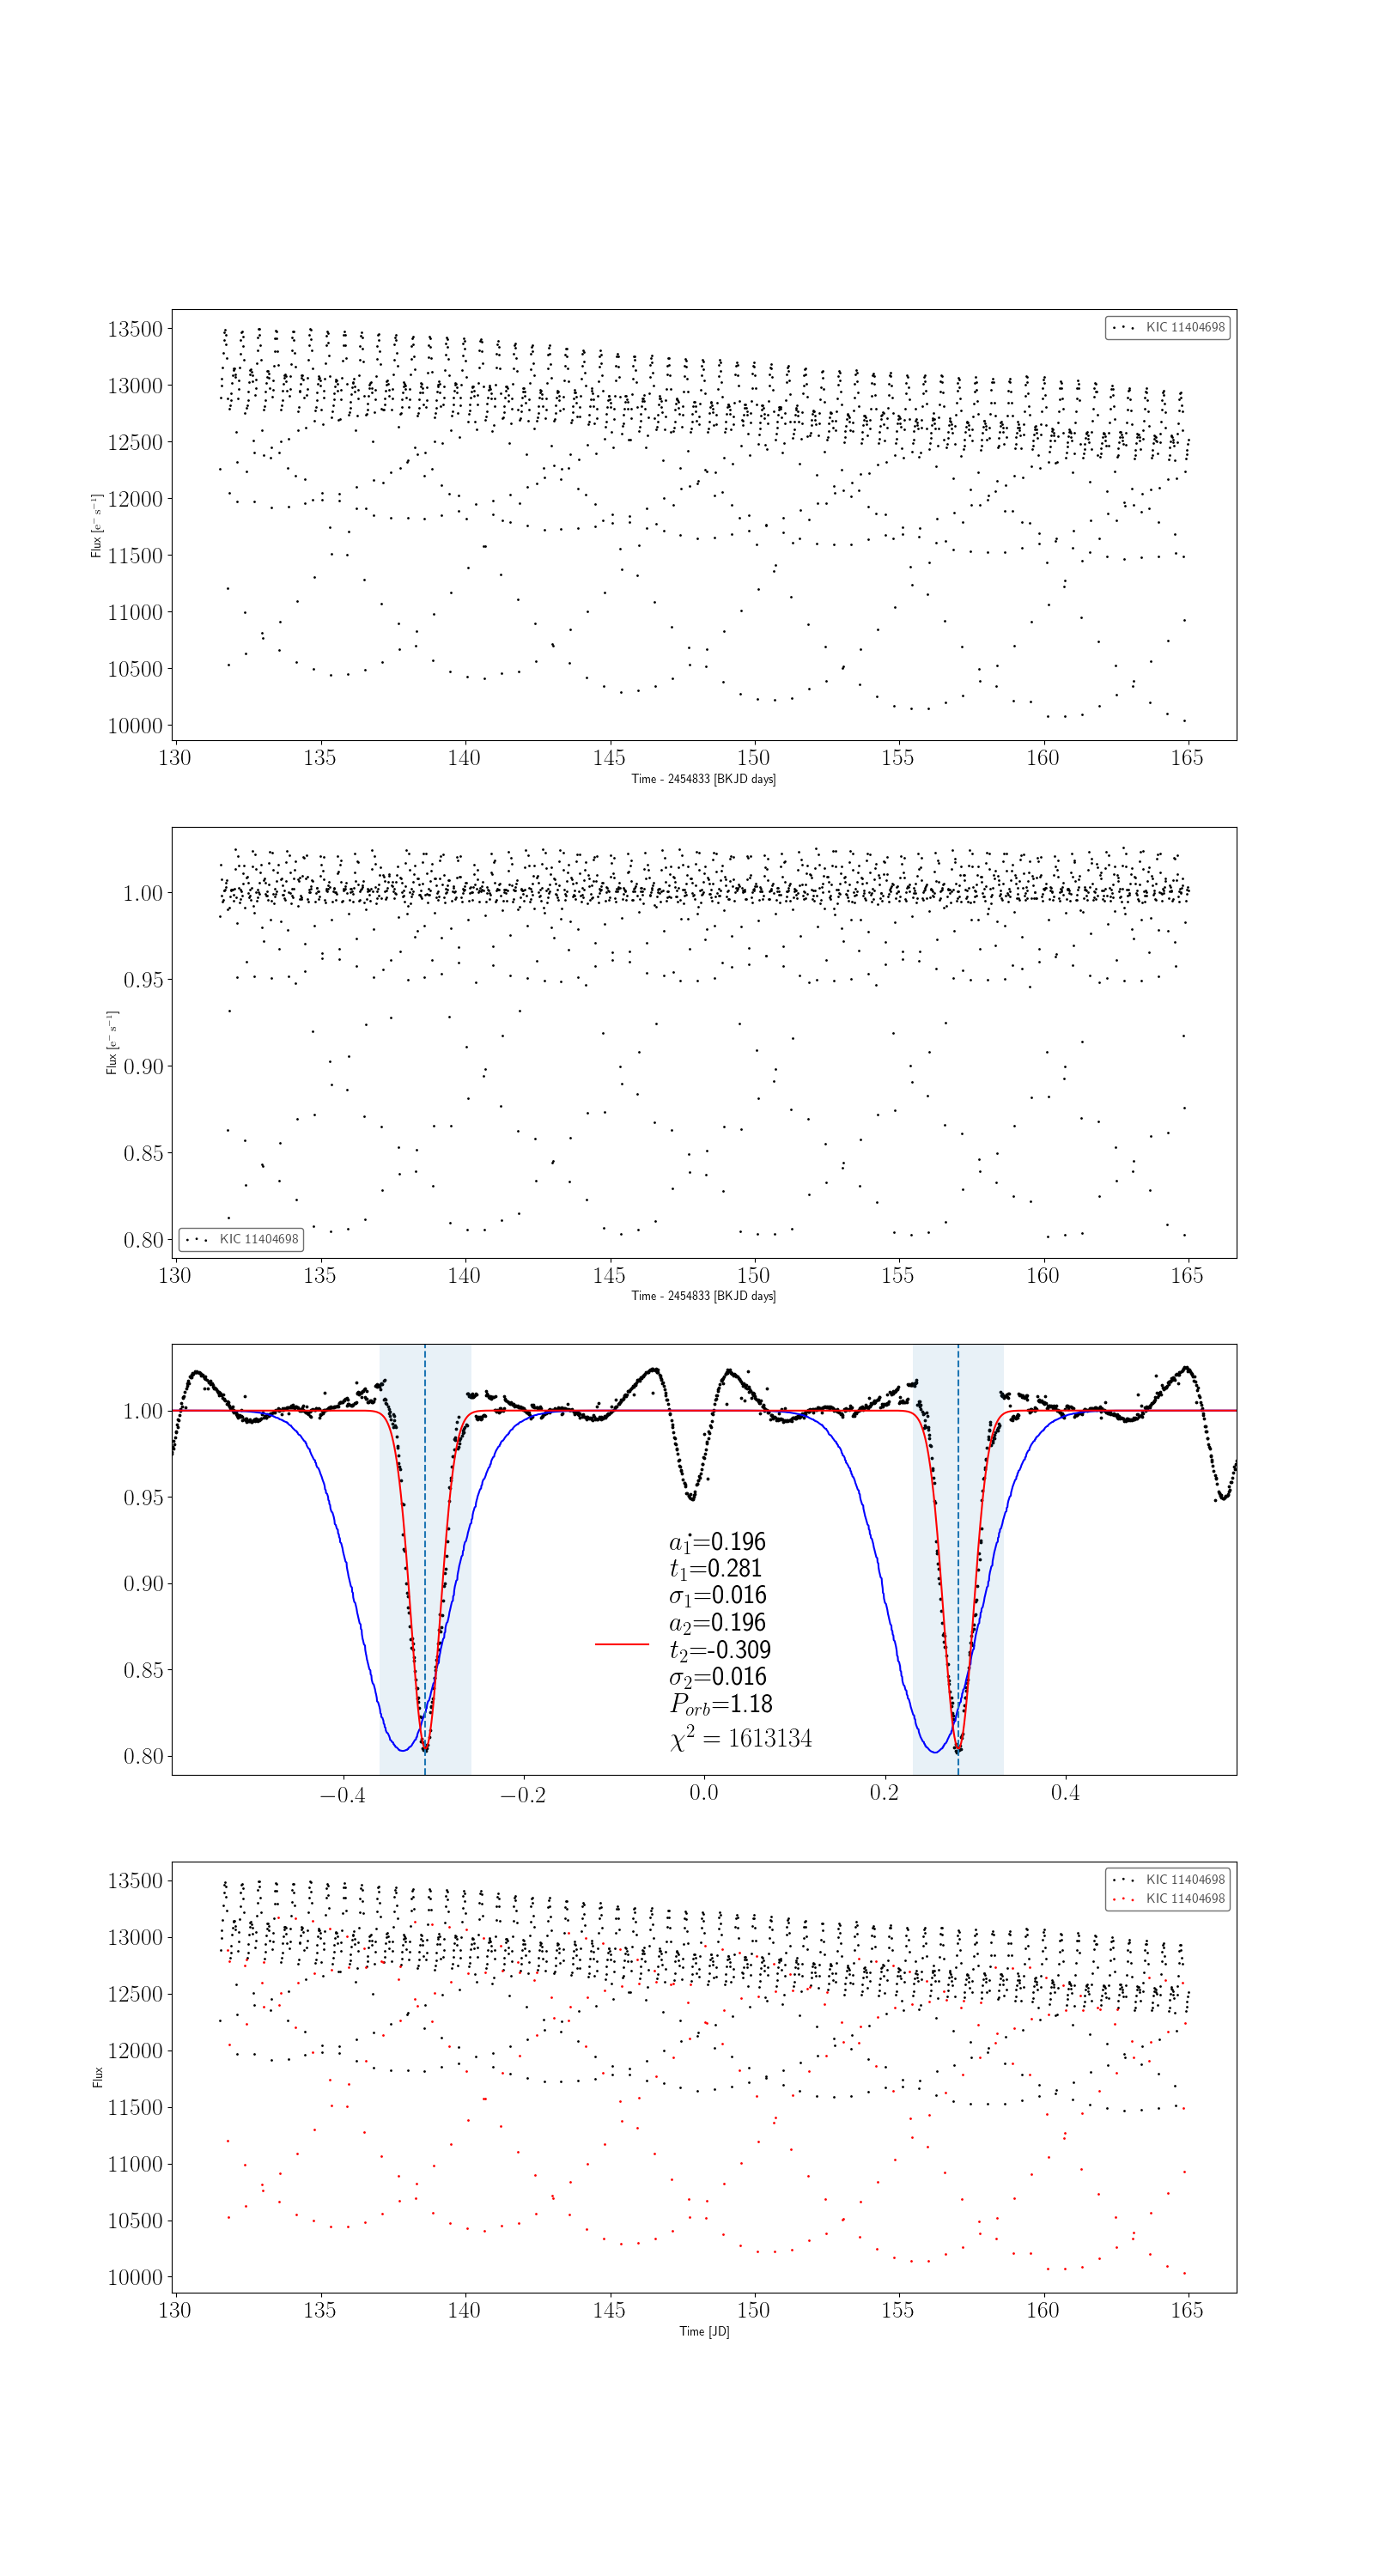 13500
13000
12500
12000
11500
11000
10500
10000
Flux [e⁻ s⁻¹]
KIC 11404698
130 135 140 145 150 155 160 165
Time - 2454833 [BKJD days]
1.00
0.95
0.90
0.85
0.80
Flux [e⁻ s⁻¹]
KIC 11404698
130 135 140 145 150 155 160 165
Time - 2454833 [BKJD days]
1.00
0.95
0.90
0.85
0.80
a₁=0.196
t₁=0.281
σ₁=0.016
a₂=0.196
t₂=-0.309
σ₂=0.016
P_orb=1.18
χ² = 1613134
−0.4 −0.2 0.0 0.2 0.4
13500
13000
12500
12000
11500
11000
10500
10000
Flux
KIC 11404698
KIC 11404698
130 135 140 145 150 155 160 165
Time [JD]